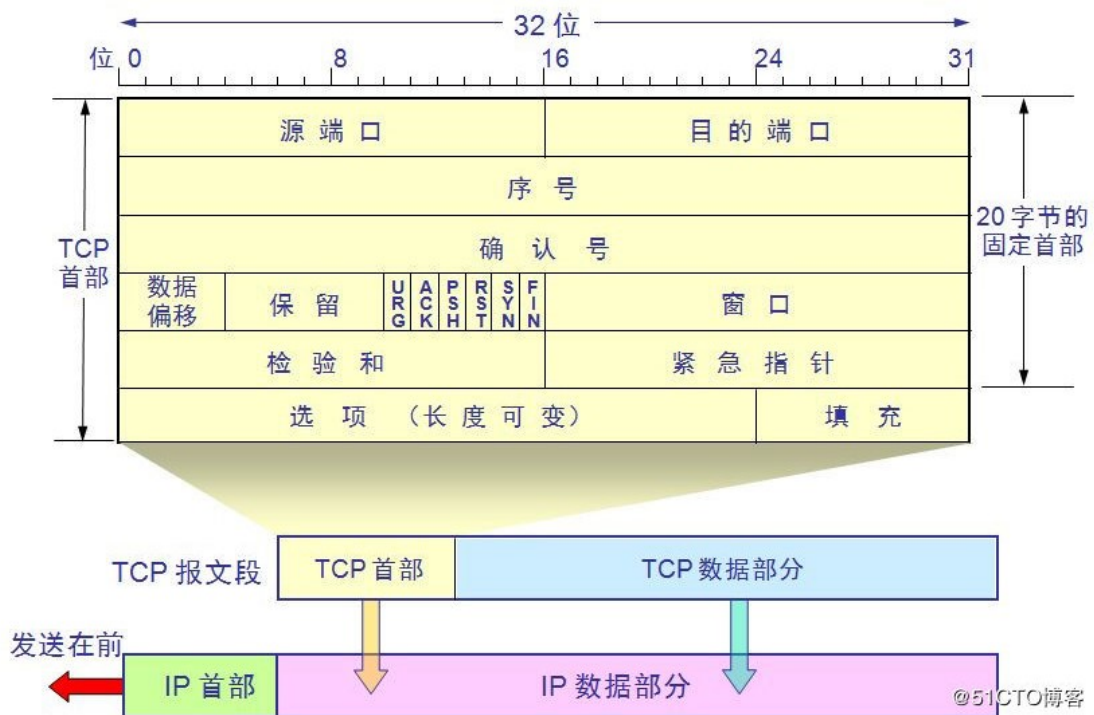 32 位
位 0 8 16 24 31
源 端 口 目 的 端 口
序 号
确 认 号
TCP
首部
20 字节的
固定首部
数据
偏移
保 留
URG
ACK
PSH
RST
SYN
FIN
窗 口
检 验 和 紧 急 指 针
选 项 （长 度 可 变） 填 充
TCP 报文段 TCP 首部 TCP 数据部分
发送在前
IP 首部 IP 数据部分
@51CTO博客